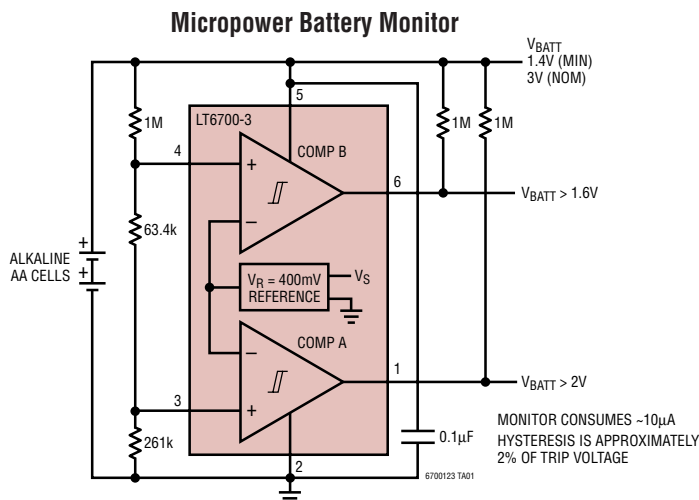 Micropower Battery Monitor
VBATT
1.4V (MIN)
3V (NOM)
5
LT6700-3
1M
1M
1M
COMP B
4
+
6
VBATT > 1.6V
–
63.4k
ALKALINE
AA CELLS
+
+
VR = 400mV
REFERENCE
VS
COMP A
–
1
VBATT > 2V
3
+
261k
2
0.1µF
MONITOR CONSUMES ~10µA
HYSTERESIS IS APPROXIMATELY
2% OF TRIP VOLTAGE
6700123 TA01